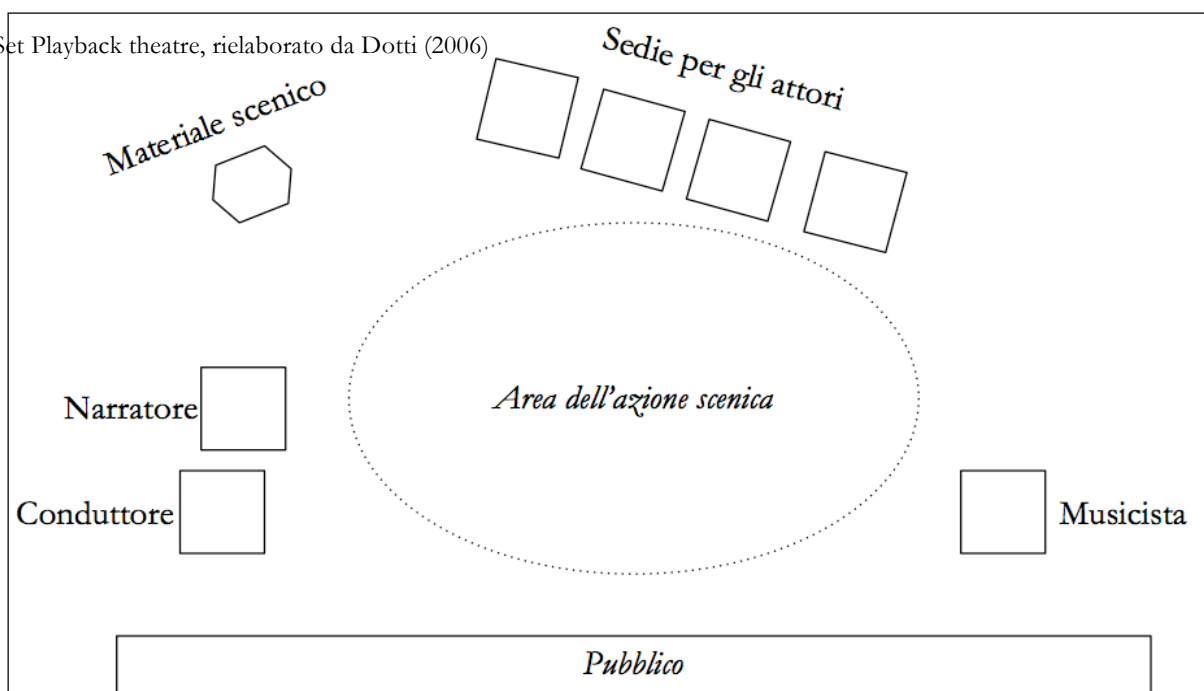 Set Playback theatre, rielaborato da Dotti (2006)
Sedie per gli attori
Materiale scenico
Area dell’azione scenica
Narratore
Conduttore
Musicista
Pubblico